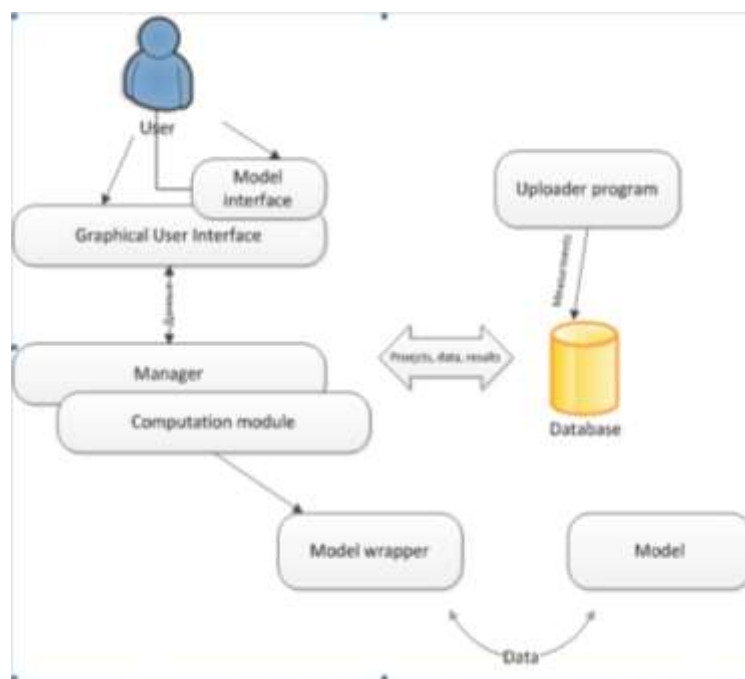 User
Model
interface
Graphical User Interface
Uploader program
Measurements
Manager
Computation module
Proejcts, data, results
Database
Model wrapper
Model
Data